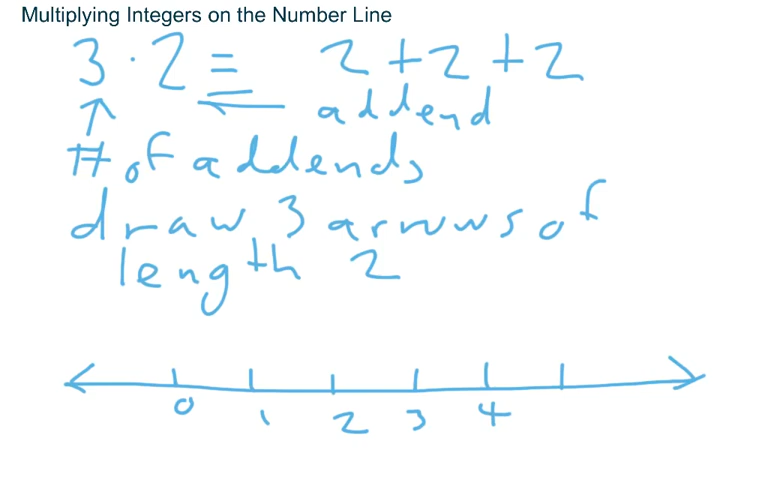 Multiplying Integers on the Number Line
3 · 2 = 2 + 2 + 2
addend
# of addends
draw 3 arrows of
length 2
0 1 2 3 4